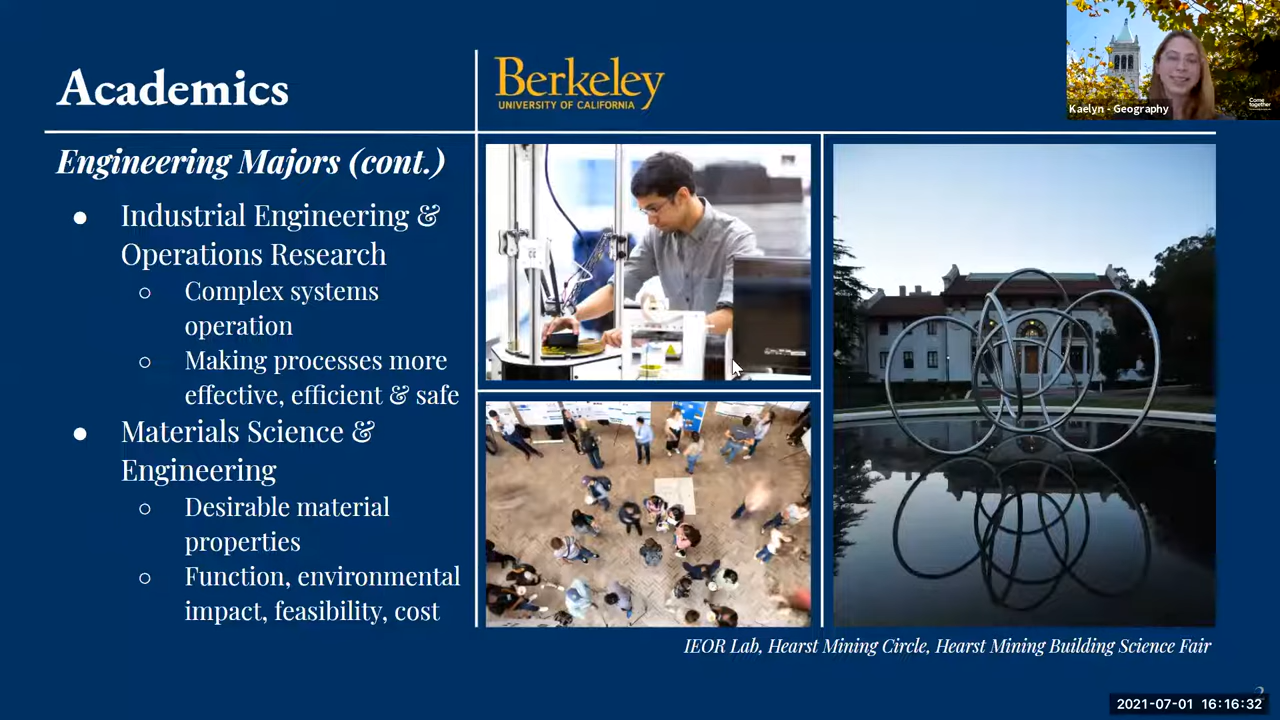 Academics
Berkeley
UNIVERSITY OF CALIFORNIA
Come
together
Kaelyn - Geography
Engineering Majors (cont.)
● Industrial Engineering &
Operations Research
○ Complex systems
operation
○ Making processes more
effective, efficient & safe
● Materials Science &
Engineering
○ Desirable material
properties
○ Function, environmental
impact, feasibility, cost
IEOR Lab, Hearst Mining Circle, Hearst Mining Building Science Fair
2021-07-01 16:16:32